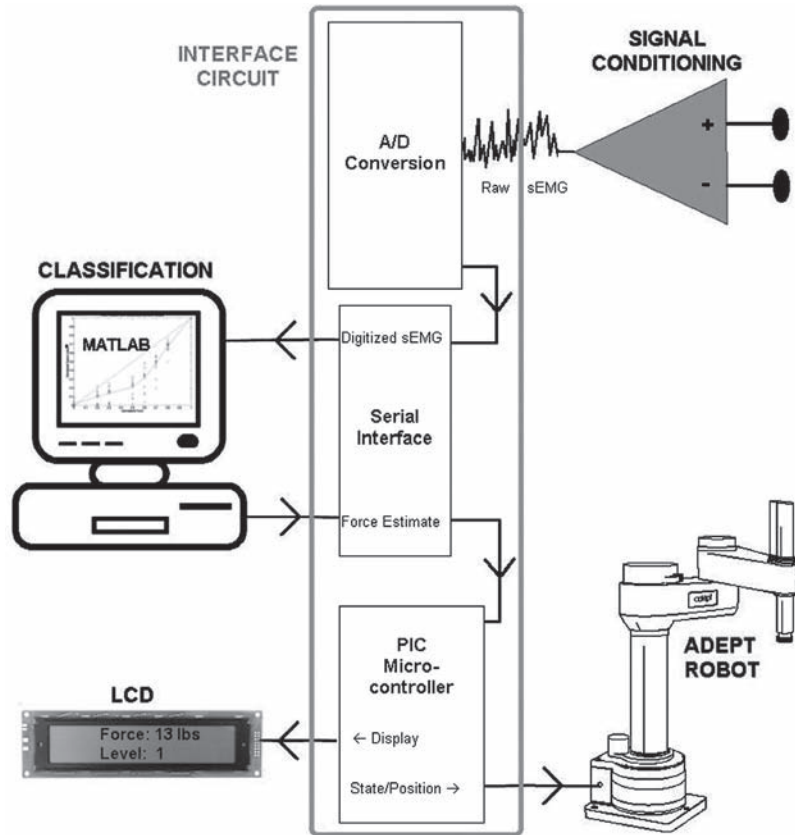 INTERFACE
CIRCUIT
SIGNAL
CONDITIONING
A/D
Conversion
+
-
Raw sEMG
CLASSIFICATION
MATLAB
Digitized sEMG
Serial
Interface
Force Estimate
adept
PIC
Micro-
controller
ADEPT
ROBOT
LCD
Force: 13 lbs
Level: 1
← Display
State/Position →